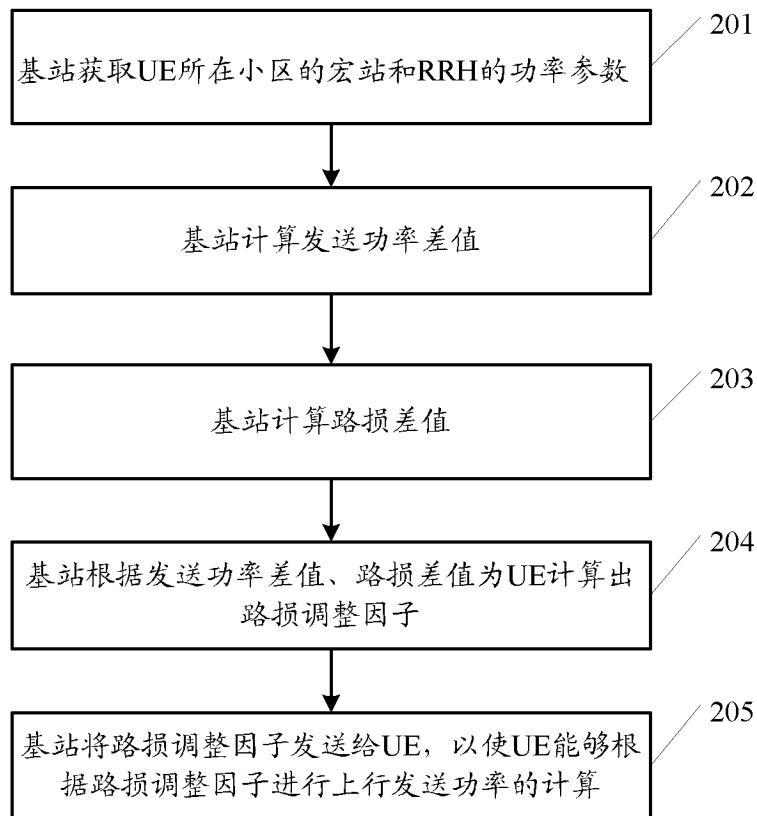 201
基站获取UE所在小区的宏站和RRH的功率参数
202
基站计算发送功率差值
203
基站计算路损差值
204
基站根据发送功率差值、路损差值为UE计算出
路损调整因子
205
基站将路损调整因子发送给UE，以使UE能够根
据路损调整因子进行上行发送功率的计算